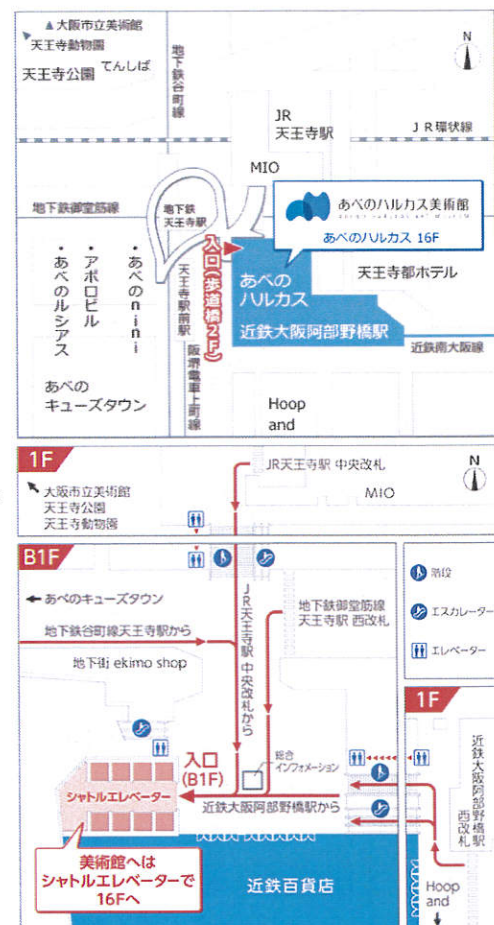 ▲大阪市立美術館
天王寺動物園
天王寺公園 てんしば
地下鉄谷町線
N
JR
天王寺駅
JR環状線
MIO
地下鉄御堂筋線
地下鉄
天王寺駅
あべのハルカス美術館
あべのハルカス 16F
入口(歩道橋2F)
・あべのnini
・アポロビル
・あべのルシアス
天王寺駅前駅
あべの
ハルカス
天王寺都ホテル
近鉄大阪阿部野橋駅
近鉄南大阪線
阪堺電車上町線
あべの
キューズタウン
Hoop
and
1F
JR天王寺駅 中央改札
N
大阪市立美術館
天王寺公園
天王寺動物園
MIO
B1F
←あべのキューズタウン
JR天王寺駅 中央改札から
地下鉄御堂筋線
天王寺駅 西改札
地下鉄谷町線天王寺駅から
地下街 ekimo shop
階段
エスカレーター
エレベーター
入口
(B1F)
総合
インフォメーション
シャトルエレベーター
近鉄大阪阿部野橋駅から
1F
近鉄大阪阿部野橋駅
西改札
美術館へは
シャトルエレベーターで
16Fへ
近鉄百貨店
Hoop
and